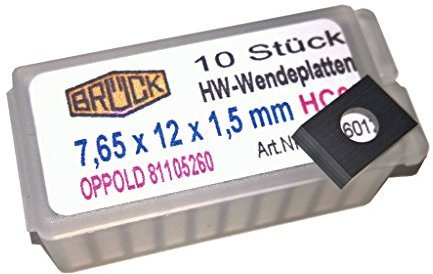 BRÜCK
10 Stück
HW-Wendeplatten
7,65 x 12 x 1,5 mm
OPPOLD 81105260